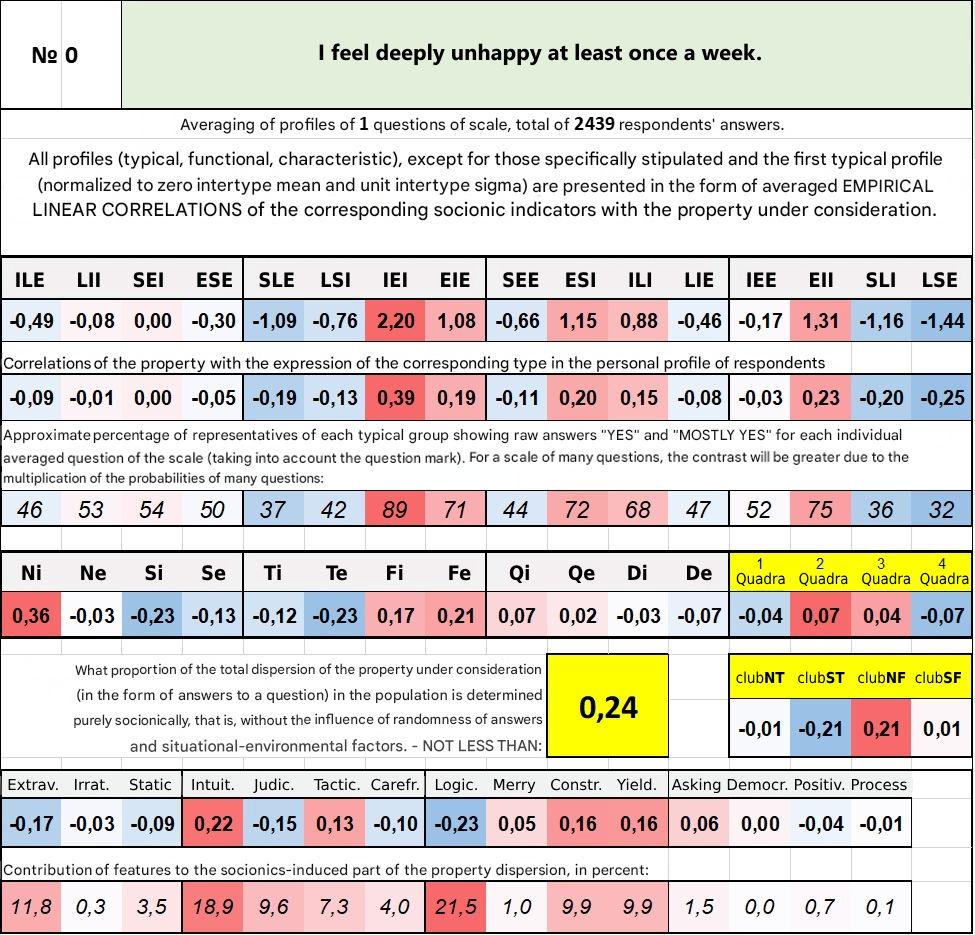 № 0
I feel deeply unhappy at least once a week.
Averaging of profiles of 1 questions of scale, total of 2439 respondents' answers.
All profiles (typical, functional, characteristic), except for those specifically stipulated and the first typical profile
(normalized to zero intertype mean and unit intertype sigma) are presented in the form of averaged EMPIRICAL
LINEAR CORRELATIONS of the corresponding socionic indicators with the property under consideration.
ILE LII SEI ESE SLE LSI IEI EIE SEE ESI ILI LIE IEE EII SLI LSE
-0,49 -0,08 0,00 -0,30 -1,09 -0,76 2,20 1,08 -0,66 1,15 0,88 -0,46 -0,17 1,31 -1,16 -1,44
Correlations of the property with the expression of the corresponding type in the personal profile of respondents
-0,09 -0,01 0,00 -0,05 -0,19 -0,13 0,39 0,19 -0,11 0,20 0,15 -0,08 -0,03 0,23 -0,20 -0,25
Approximate percentage of representatives of each typical group showing raw answers "YES" and "MOSTLY YES" for each individual
averaged question of the scale (taking into account the question mark). For a scale of many questions, the contrast will be greater due to the
multiplication of the probabilities of many questions:
46 53 54 50 37 42 89 71 44 72 68 47 52 75 36 32
Ni Ne Si Se Ti Te Fi Fe Qi Qe Di De 1 Quadra 2 Quadra 3 Quadra 4 Quadra
0,36 -0,03 -0,23 -0,13 -0,12 -0,23 0,17 0,21 0,07 0,02 -0,03 -0,07 -0,04 0,07 0,04 -0,07
What proportion of the total dispersion of the property under consideration
(in the form of answers to a question) in the population is determined
purely socionically, that is, without the influence of randomness of answers
and situational-environmental factors. - NOT LESS THAN:
0,24
clubNT clubST clubNF clubSF
-0,01 -0,21 0,21 0,01
Extrav. Irrat. Static Intuit. Judic. Tactic. Carefr. Logic. Merry Constr. Yield. Asking Democr. Positiv. Process
-0,17 -0,03 -0,09 0,22 -0,15 0,13 -0,10 -0,23 0,05 0,16 0,16 0,06 0,00 -0,04 -0,01
Contribution of features to the socionics-induced part of the property dispersion, in percent:
11,8 0,3 3,5 18,9 9,6 7,3 4,0 21,5 1,0 9,9 9,9 1,5 0,0 0,7 0,1